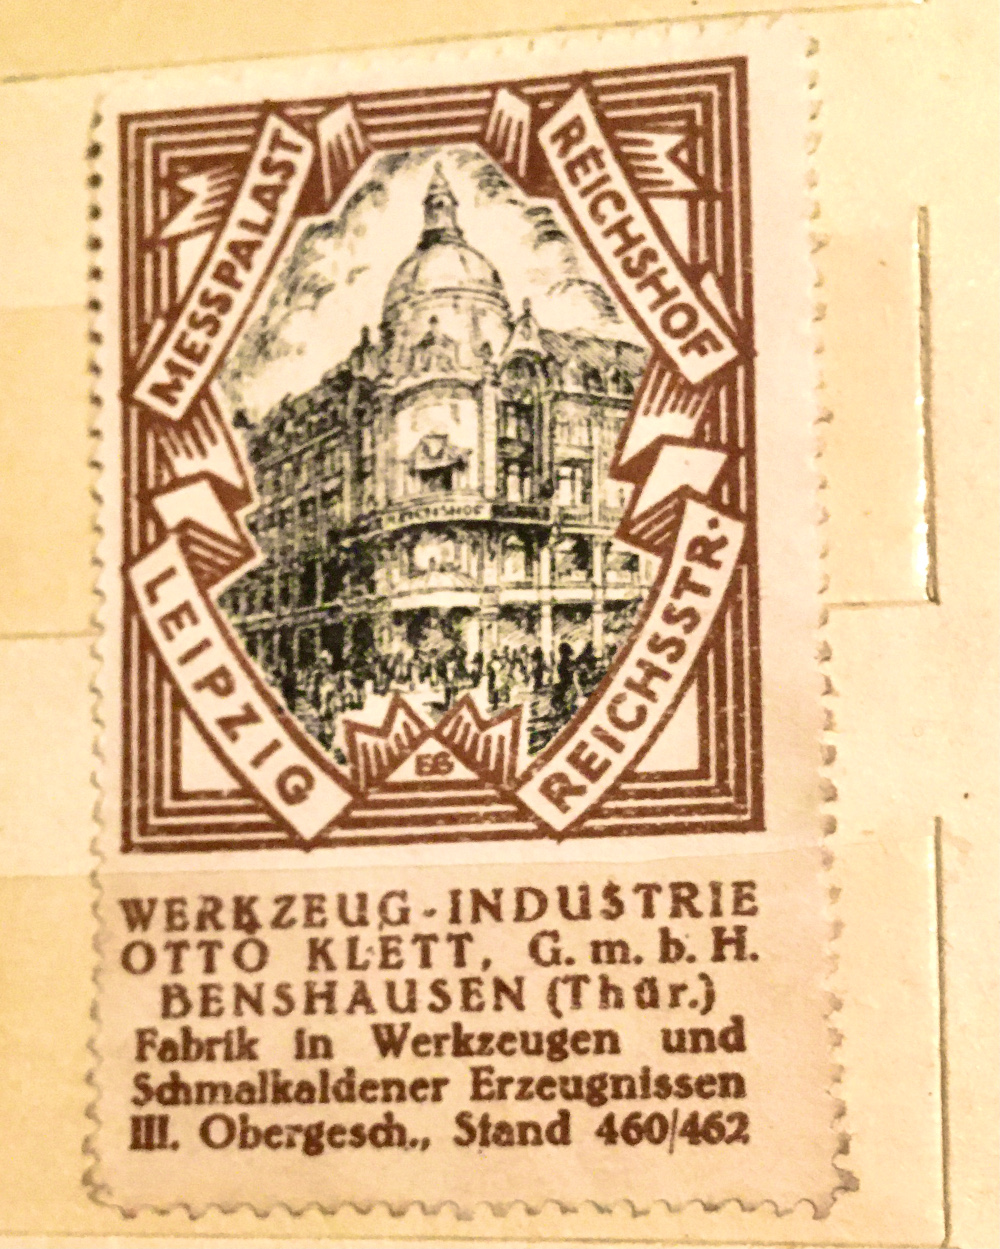 MESSPALAST
REICHSHOF
REICHSHOF
LEIPZIG
REICHSSTR.
WERKZEUG-INDUSTRIE
OTTO KLETT, G.m.b.H.
BENSHAUSEN (Thür.)
Fabrik in Werkzeugen und
Schmalkaldener Erzeugnissen
III. Obergesch., Stand 460/462